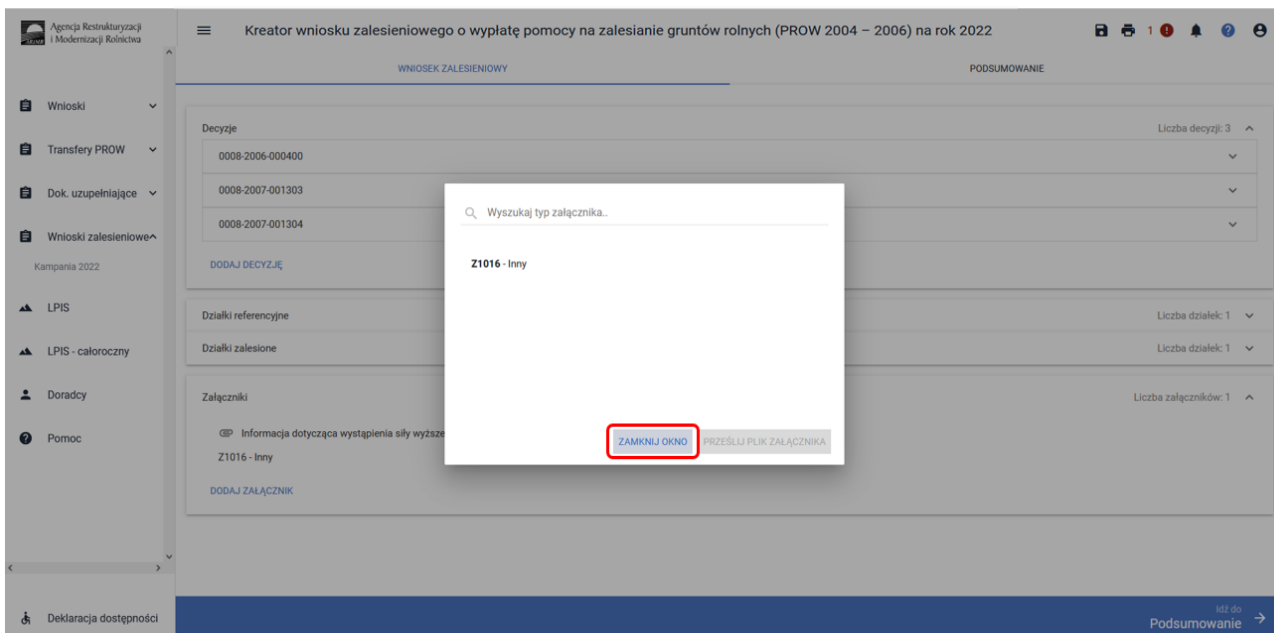 Agencja Restrukturyzacji
i Modernizacji Rolnictwa
Kreator wniosku zalesieniowego o wypłatę pomocy na zalesianie gruntów rolnych (PROW 2004 – 2006) na rok 2022
1
WNIOSEK ZALESIENIOWY
PODSUMOWANIE
Wnioski
Transfery PROW
Dok. uzupełniające
Wnioski zalesieniowe
Kampania 2022
LPIS
LPIS - całoroczny
Doradcy
Pomoc
Deklaracja dostępności
Decyzje
Liczba decyzji: 3
0008-2006-000400
0008-2007-001303
0008-2007-001304
DODAJ DECYZJĘ
Działki referencyjne
Liczba działek: 1
Działki zalesione
Liczba działek: 1
Załączniki
Liczba załączników: 1
Informacja dotycząca wystąpienia siły wyższe
Z1016 - Inny
DODAJ ZAŁĄCZNIK
Wyszukaj typ załącznika..
Z1016 - Inny
ZAMKNIJ OKNO
PRZEŚLIJ PLIK ZAŁĄCZNIKA
Idź do
Podsumowanie